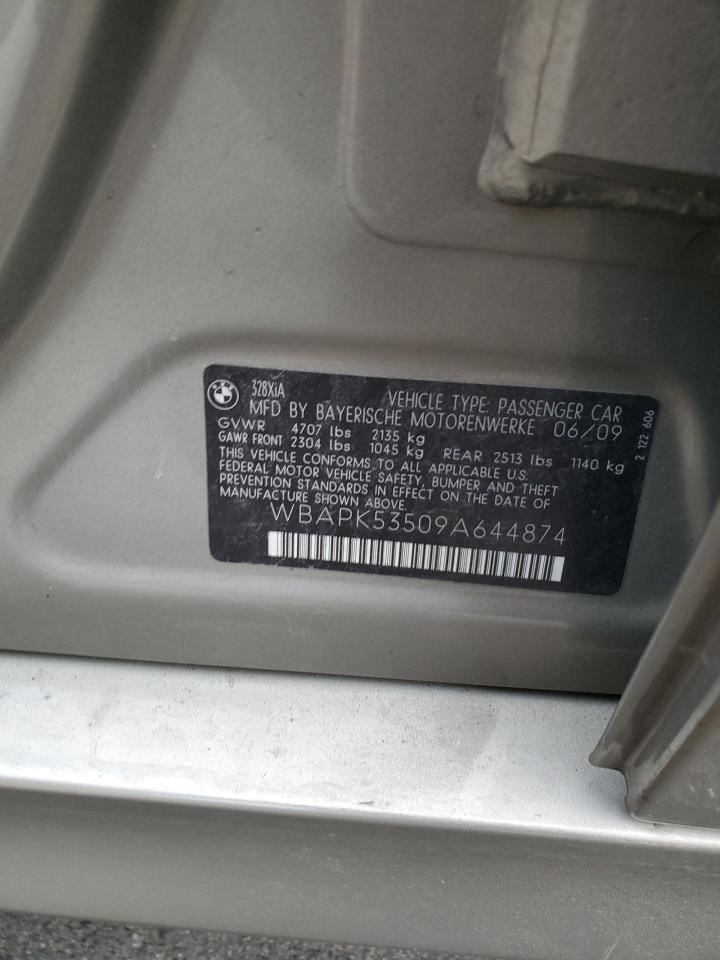 BMW
328XiA
VEHICLE TYPE: PASSENGER CAR
MFD BY BAYERISCHE MOTORENWERKE 06/09
GVWR 4707 lbs 2135 kg
GAWR FRONT 2304 lbs 1045 kg REAR 2513 lbs 1140 kg
THIS VEHICLE CONFORMS TO ALL APPLICABLE U.S.
FEDERAL MOTOR VEHICLE SAFETY, BUMPER, AND THEFT
PREVENTION STANDARDS IN EFFECT ON THE DATE OF
MANUFACTURE SHOWN ABOVE.
WBAPK53509A644874
2 122 606